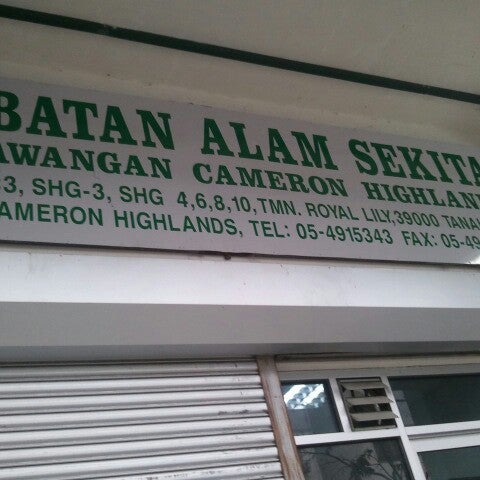 BATAN ALAM SEKITA
AWANGAN CAMERON HIGHLAN
3, SHG-3, SHG 4,6,8,10,TMN. ROYAL LILY,39000 TANA
AMERON HIGHLANDS, TEL: 05-4915343 FAX: 05-49